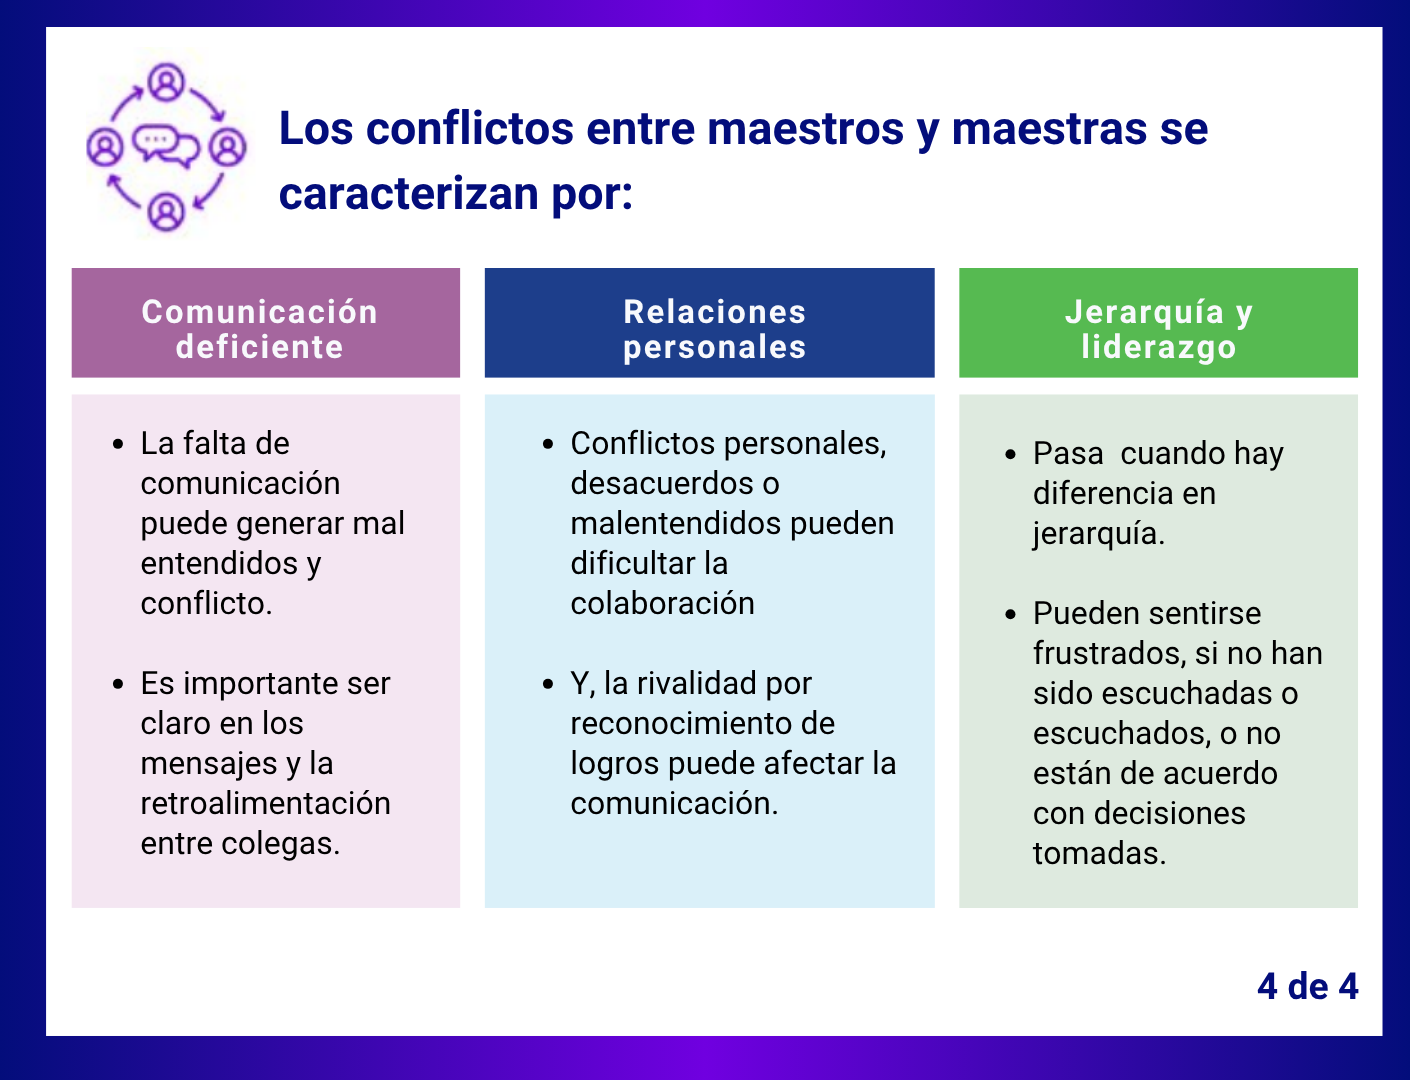 Los conflictos entre maestros y maestras se
caracterizan por:
Comunicación
deficiente
• La falta de
comunicación
puede generar mal
entendidos y
conflicto.
• Es importante ser
claro en los
mensajes y la
retroalimentación
entre colegas.
Relaciones
personales
• Conflictos personales,
desacuerdos o
malentendidos pueden
dificultar la
colaboración
• Y, la rivalidad por
reconocimiento de
logros puede afectar la
comunicación.
Jerarquía y
liderazgo
• Pasa  cuando hay
diferencia en
jerarquía.
• Pueden sentirse
frustrados, si no han
sido escuchadas o
escuchados, o no
están de acuerdo
con decisiones
tomadas.
4 de 4